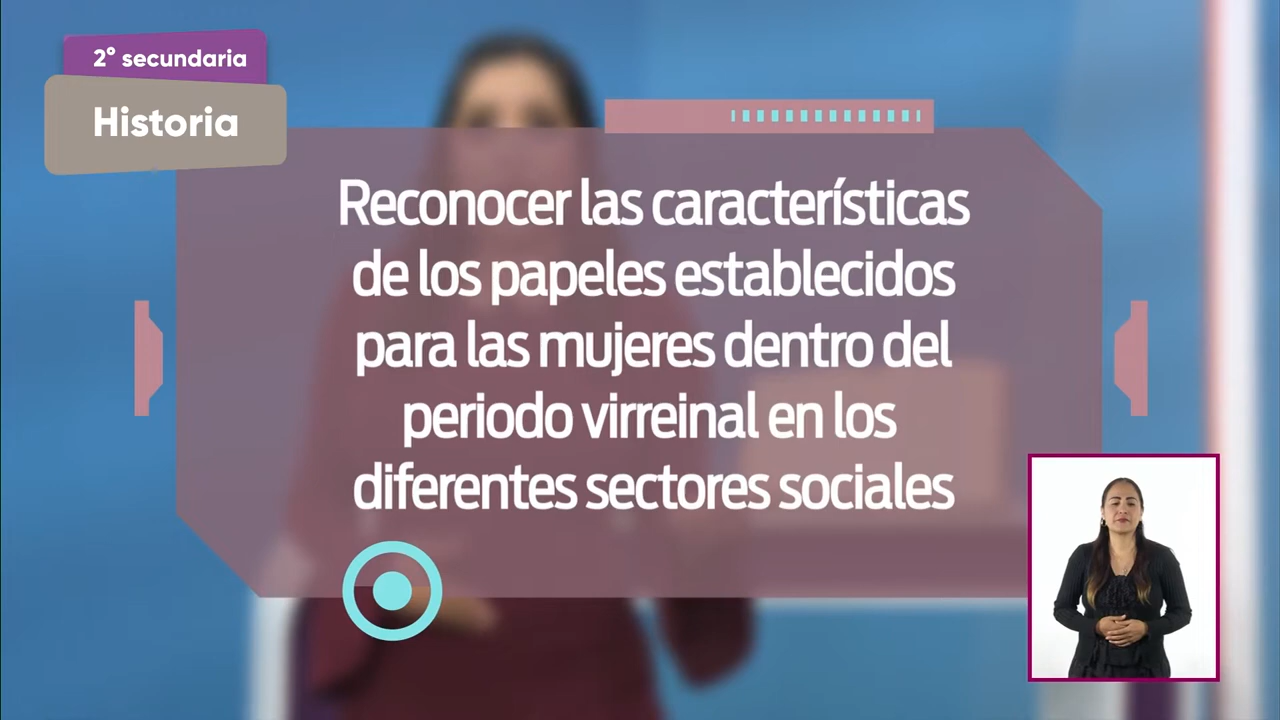 2° secundaria
Historia
Reconocer las características
de los papeles establecidos
para las mujeres dentro del
periodo virreinal en los
diferentes sectores sociales